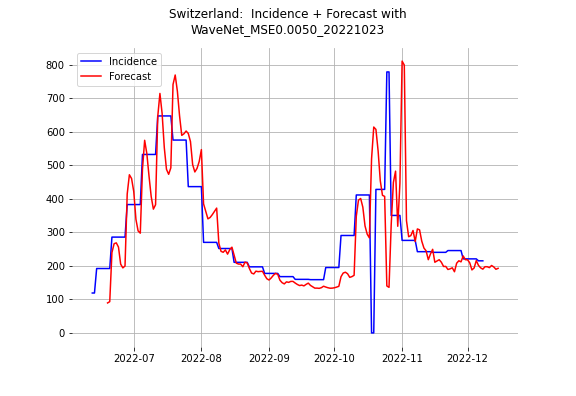 Switzerland:  Incidence + Forecast with
WaveNet_MSE0.0050_20221023
Incidence
Forecast
800
700
600
500
400
300
200
100
0
2022-07 2022-08 2022-09 2022-10 2022-11 2022-12